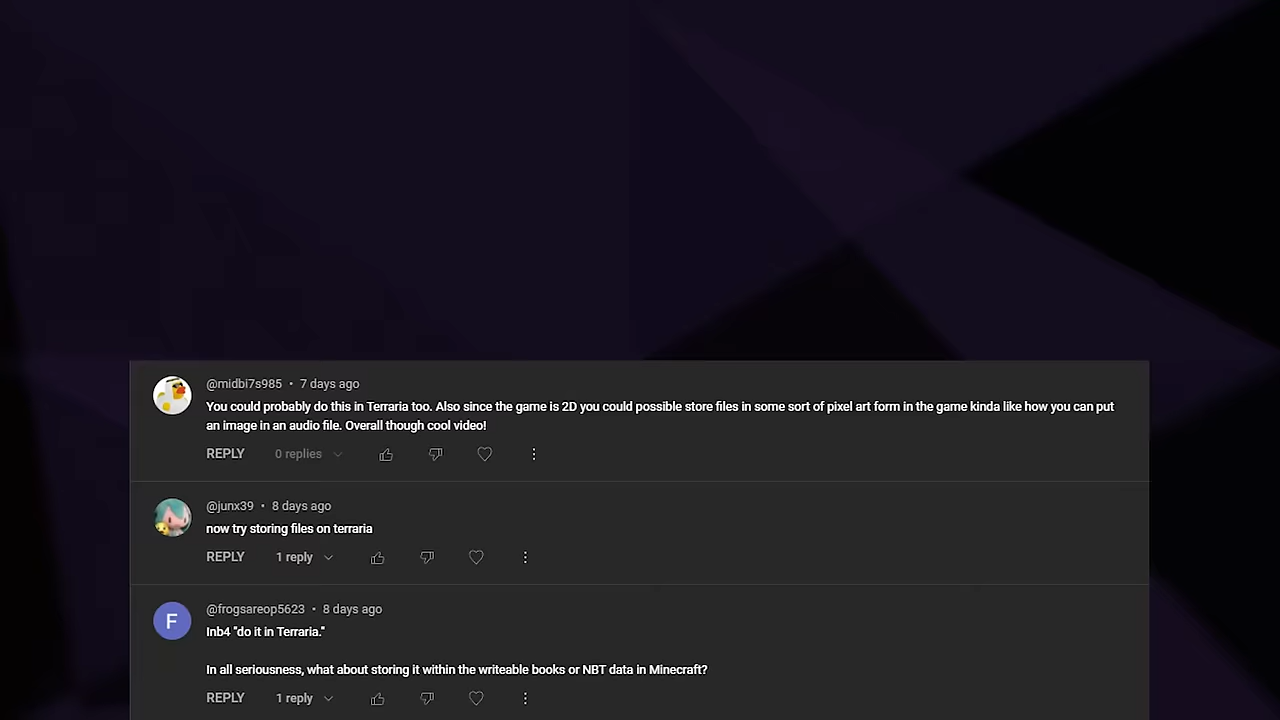 @midbi7s985 • 7 days ago
You could probably do this in Terraria too. Also since the game is 2D you could possible store files in some sort of pixel art form in the game kinda like how you can put
an image in an audio file. Overall though cool video!
REPLY 0 replies
@junx39 • 8 days ago
now try storing files on terraria
REPLY 1 reply
F
@frogsareop5623 • 8 days ago
Inb4 "do it in Terraria."
In all seriousness, what about storing it within the writeable books or NBT data in Minecraft?
REPLY 1 reply